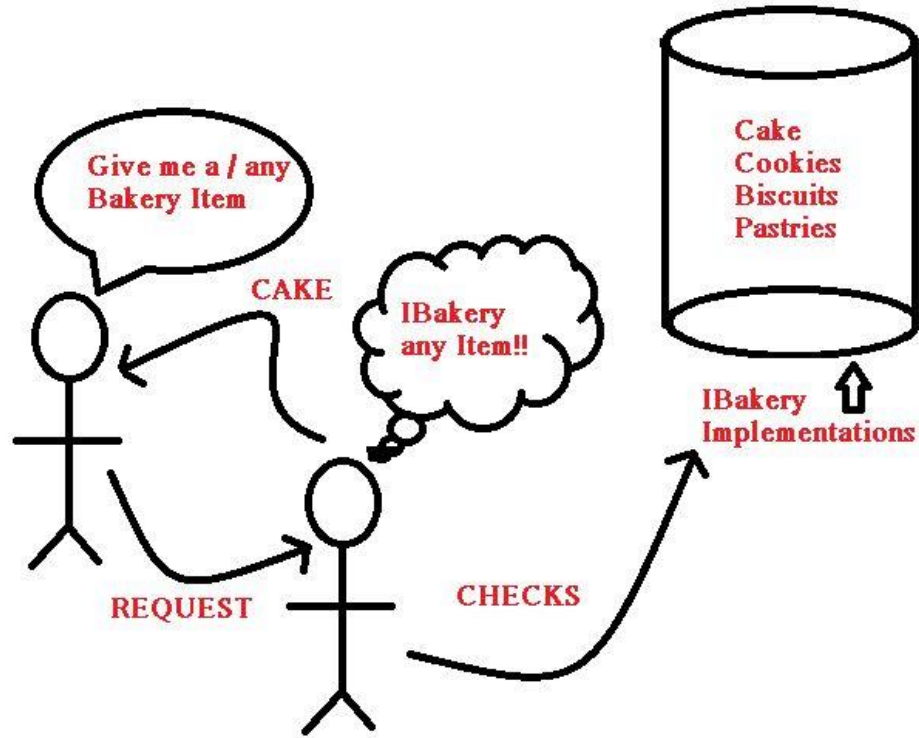 Give me a / any
Bakery Item
CAKE
IBakery
any Item!!
Cake
Cookies
Biscuits
Pastries
IBakery
Implementations
REQUEST
CHECKS